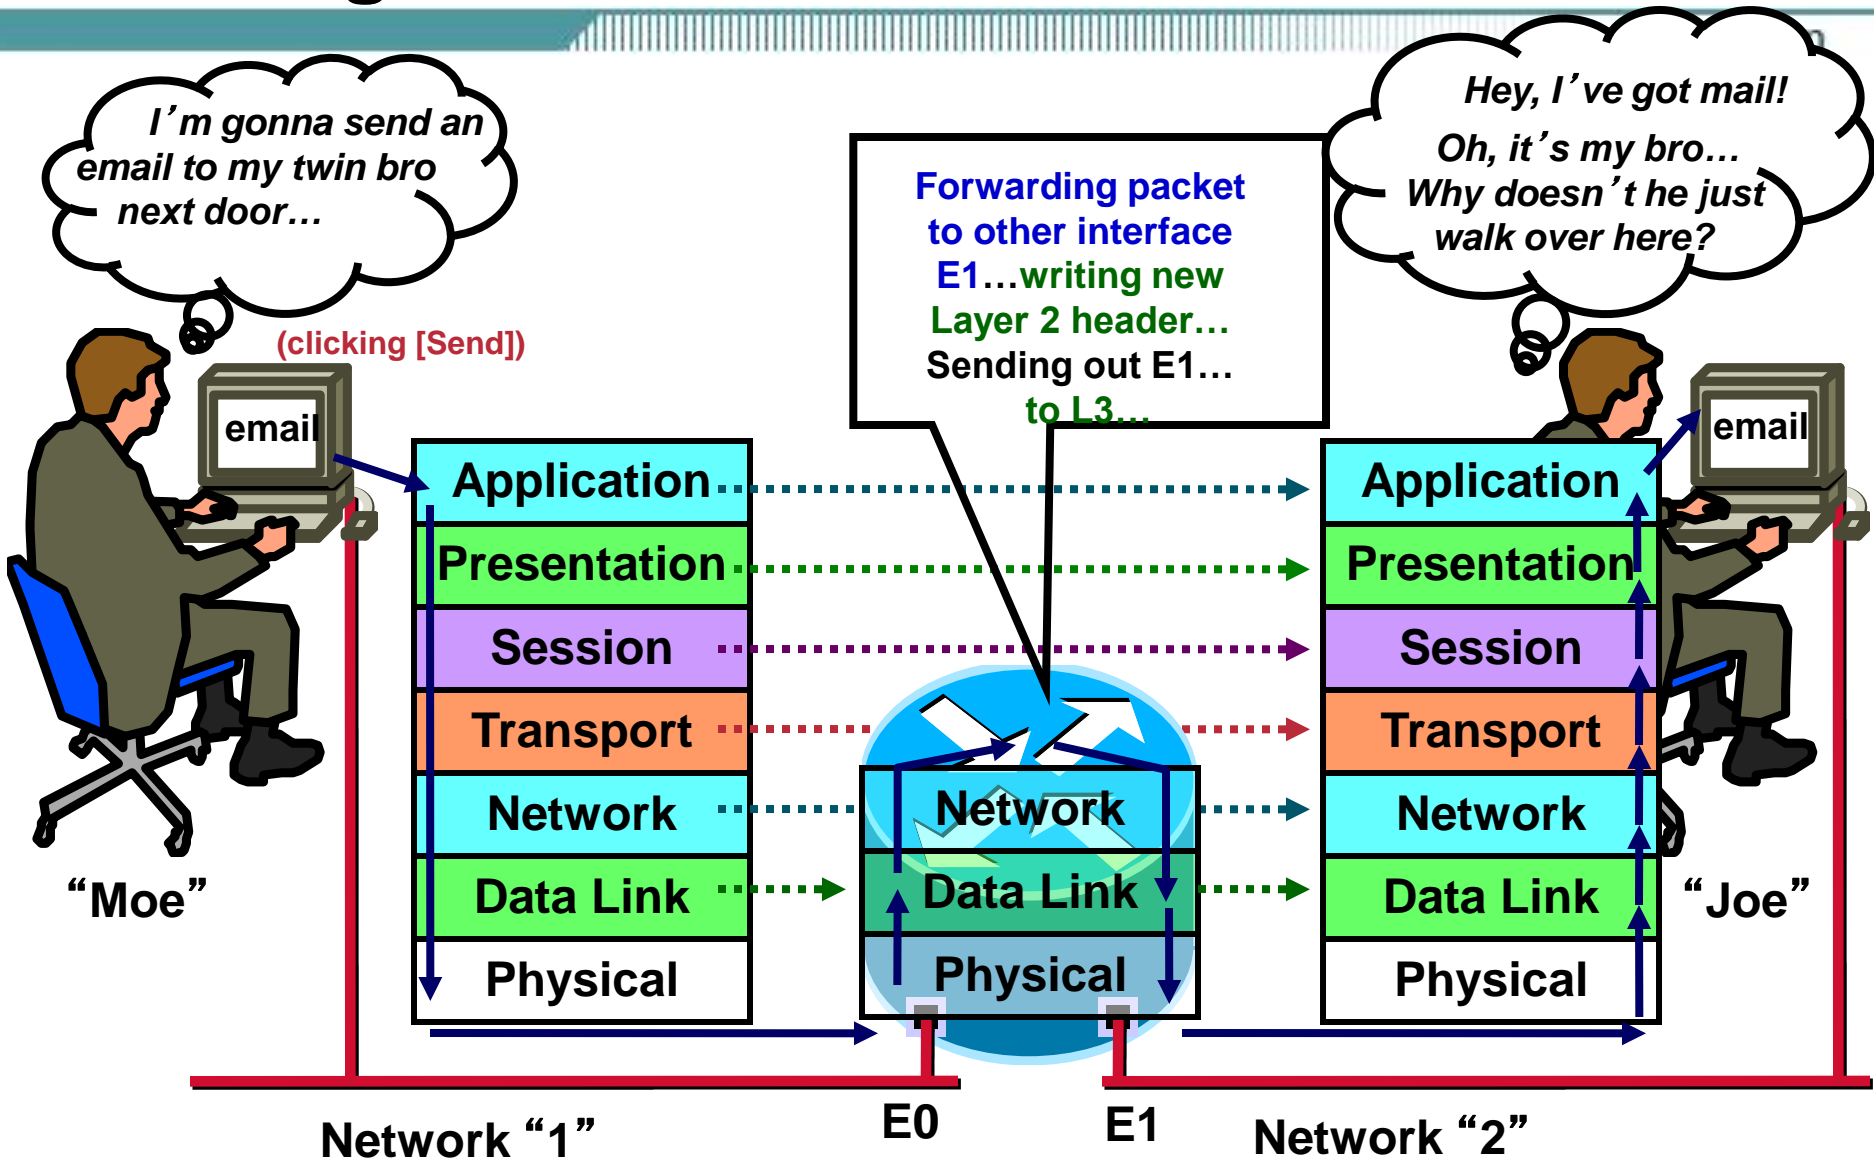 I’m gonna send an
email to my twin bro
next door…
Hey, I’ve got mail!
Oh, it’s my bro…
Why doesn’t he just
walk over here?
Forwarding packet
to other interface
E1…writing new
Layer 2 header…
Sending out E1…
to L3…
(clicking [Send])
email
email
Application
Presentation
Session
Transport
Network
Data Link
Physical
Network
Data Link
Physical
Application
Presentation
Session
Transport
Network
Data Link
Physical
“Moe”
“Joe”
E0
E1
Network “1”
Network “2”